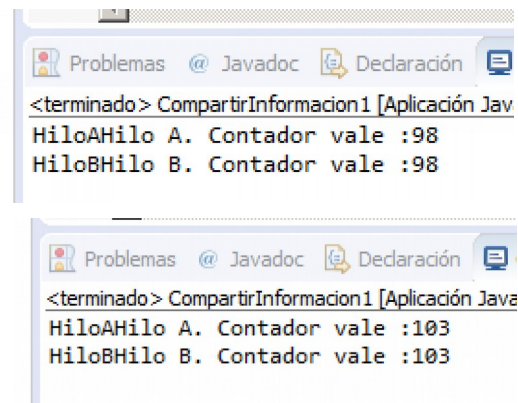 Problemas @ Javadoc Declaración
<terminado> CompartirInformacion1 [Aplicación Jav
HiloAHilo A. Contador vale :98
HiloBHilo B. Contador vale :98
Problemas @ Javadoc Declaración
<terminado> CompartirInformacion1 [Aplicación Java
HiloAHilo A. Contador vale :103
HiloBHilo B. Contador vale :103